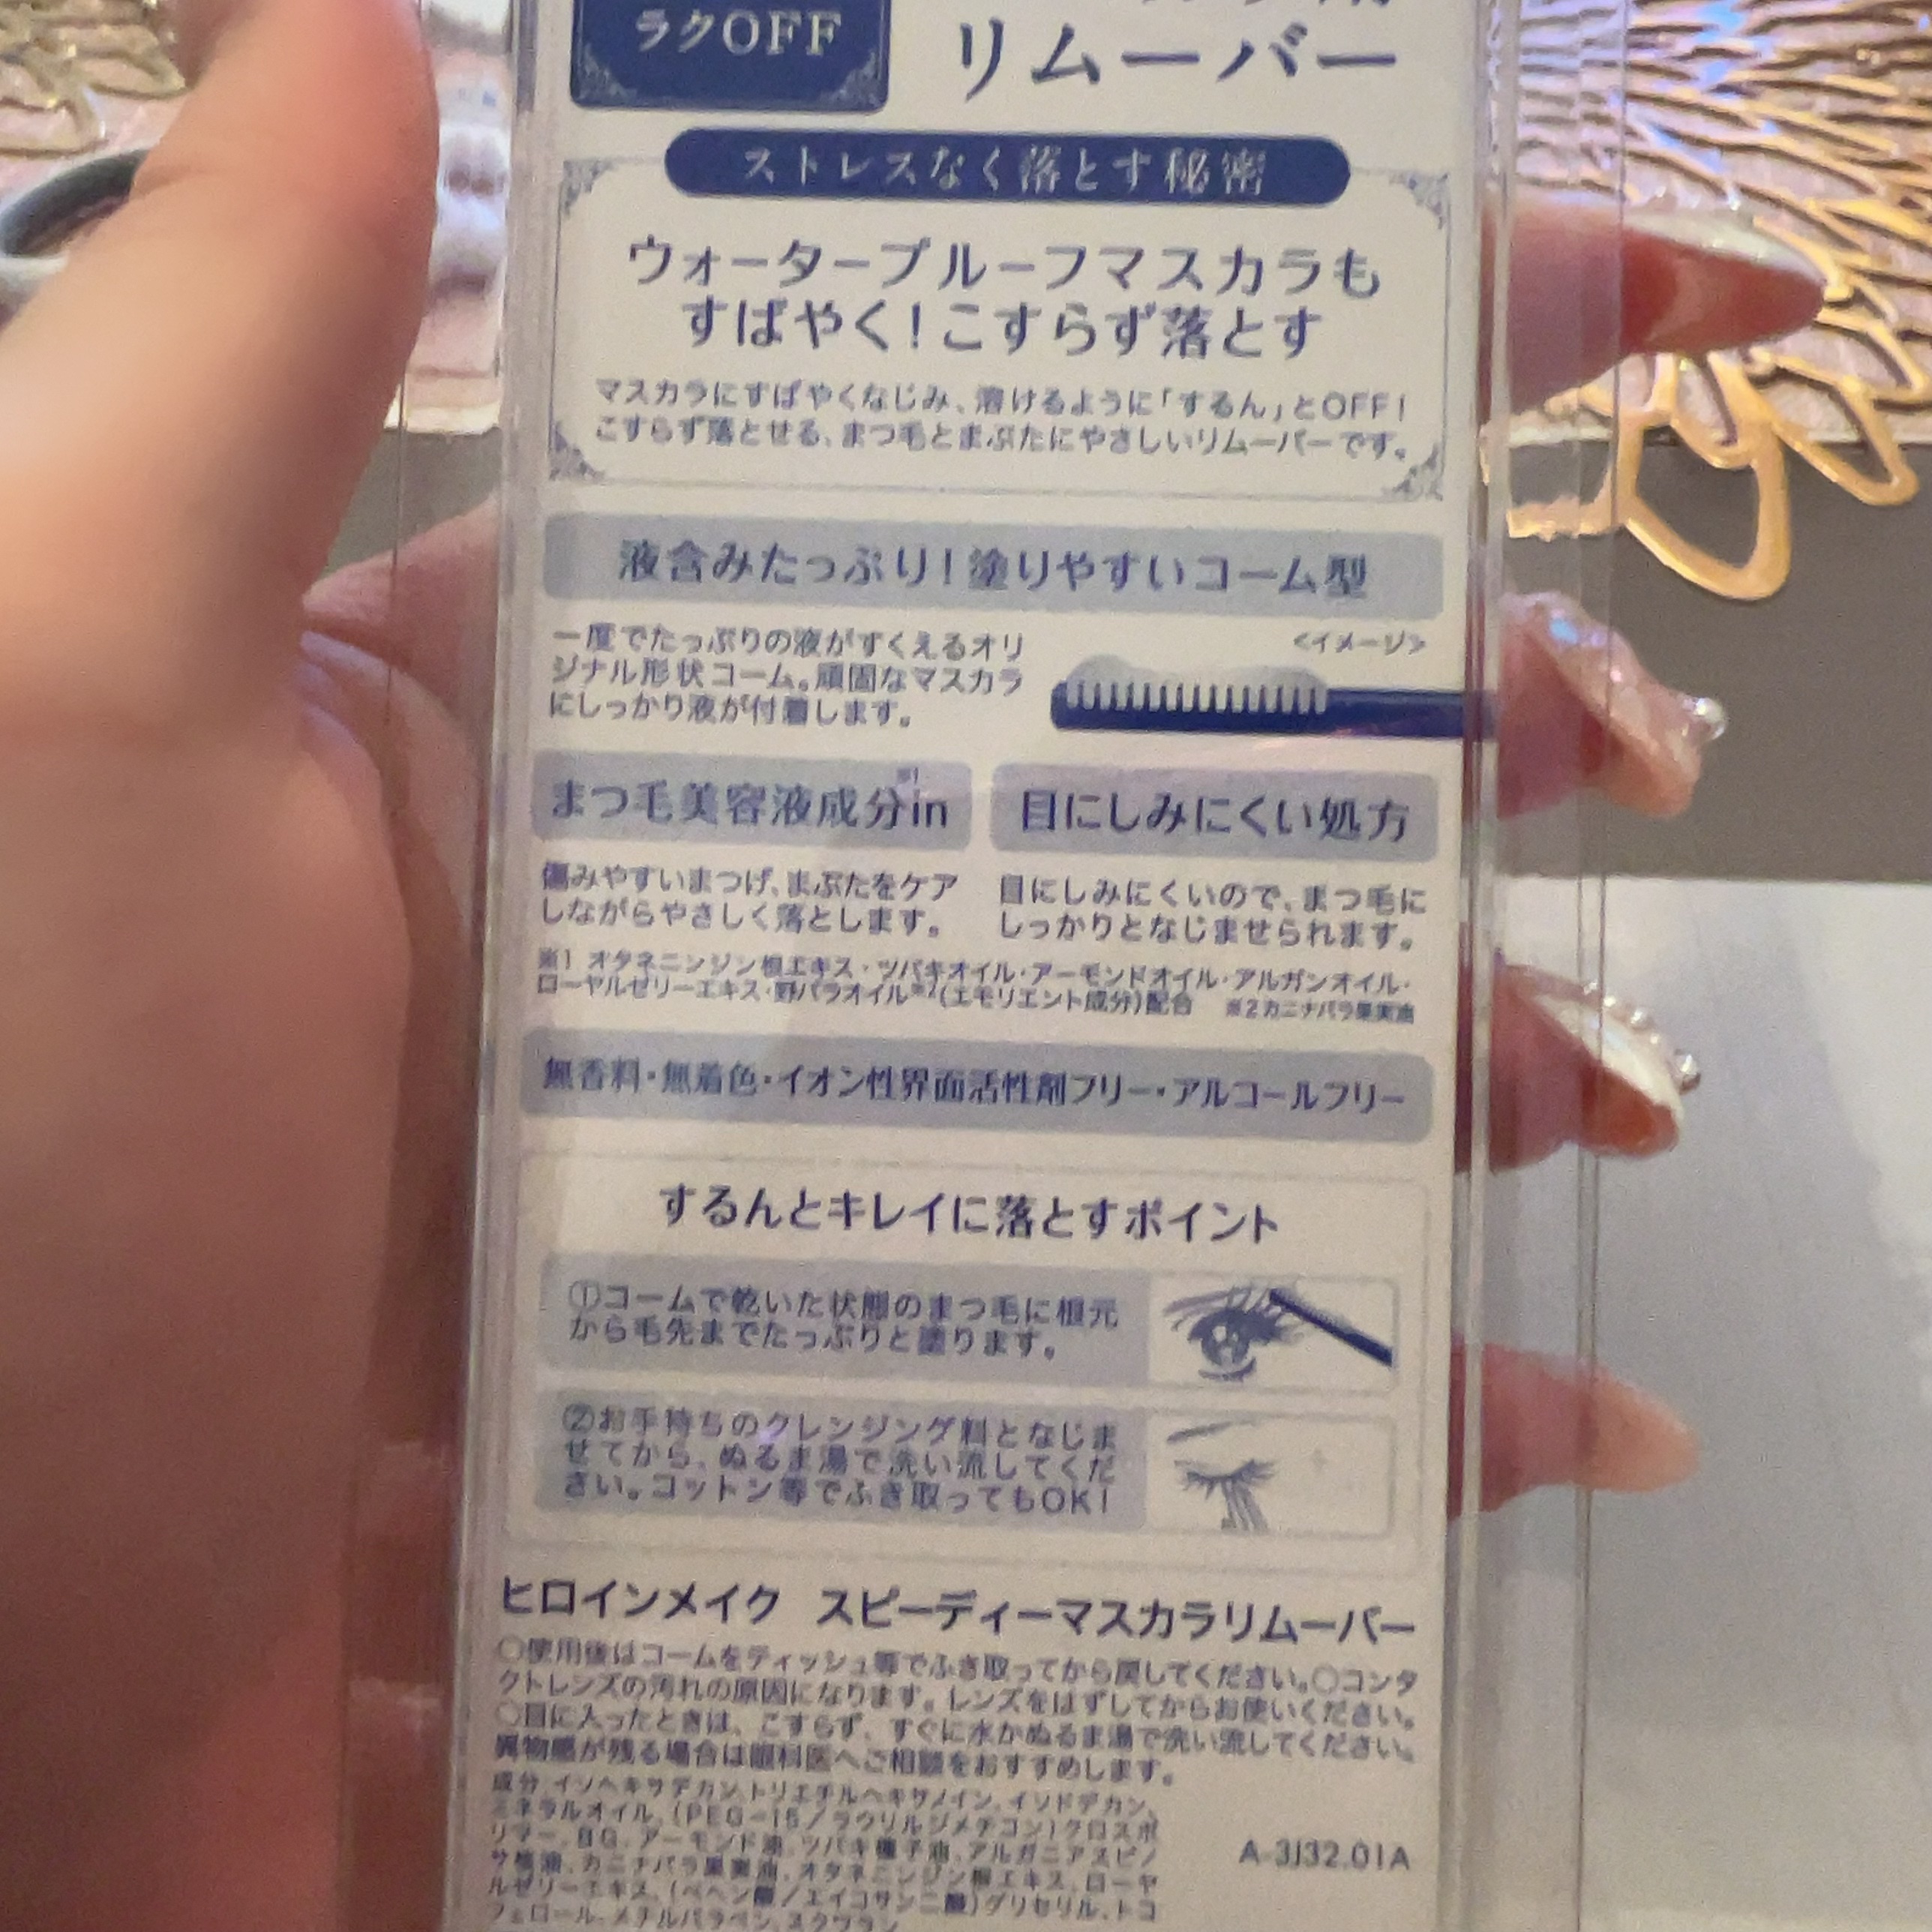 ラクOFF
リムーバー
ストレスなく落とす秘密
ウォータープルーフマスカラも
すばやく!こすらず落とす
マスカラにすばやくなじみ、溶けるように「するん」とOFF!
こすらず落とせる、まつ毛とまぶたにやさしいリムーバーです。
液含みたっぷり!塗りやすいコーム型
一度でたっぷりの液がすくえるオリ
ジナル形状コーム。頑固なマスカラ
にしっかり液が付着します。
<イメージ>
まつ毛美容液成分※1in
傷みやすいまつげ、まぶたをケア
しながらやさしく落とします。
目にしみにくい処方
目にしみにくいので、まつ毛に
しっかりとなじませられます。
※1 オタネニンジン根エキス・ツバキオイル・アーモンドオイル・アルガンオイル・
ローヤルゼリーエキス・野バラオイル※2(エモリエント成分)配合 ※2カニナバラ果実油
無香料・無着色・イオン性界面活性剤フリー・アルコールフリー
するんとキレイに落とすポイント
①コームで乾いた状態のまつ毛に根元
から毛先までたっぷりと塗ります。
②お手持ちのクレンジング料となじま
せてから、ぬるま湯で洗い流してくだ
さい。コットン等でふき取ってもOK!
ヒロインメイク スピーディーマスカラリムーバー
○使用後はコームをティッシュ等でふき取ってから戻してください。○コンタ
クトレンズの汚れの原因になります。レンズをはずしてからお使いください。
○目に入ったときは、こすらず、すぐに水かぬるま湯で洗い流してください。
異物感が残る場合は眼科医へご相談をおすすめします。
成分:イソヘキサデカン、トリエチルヘキサノイン、イソドデカン、
ミネラルオイル、(PEG-15/ラウリルジメチコン)クロスポ
リマー、BG、アーモンド油、ツバキ種子油、アルガニアスピノ
サ核油、カニナバラ果実油、オタネニンジン根エキス、ローヤ
ルゼリーエキス、(ベヘン酸/エイコサン二酸)グリセリル、トコ
フェロール、メチルパラベン、スクワラン
A-3J32.01A